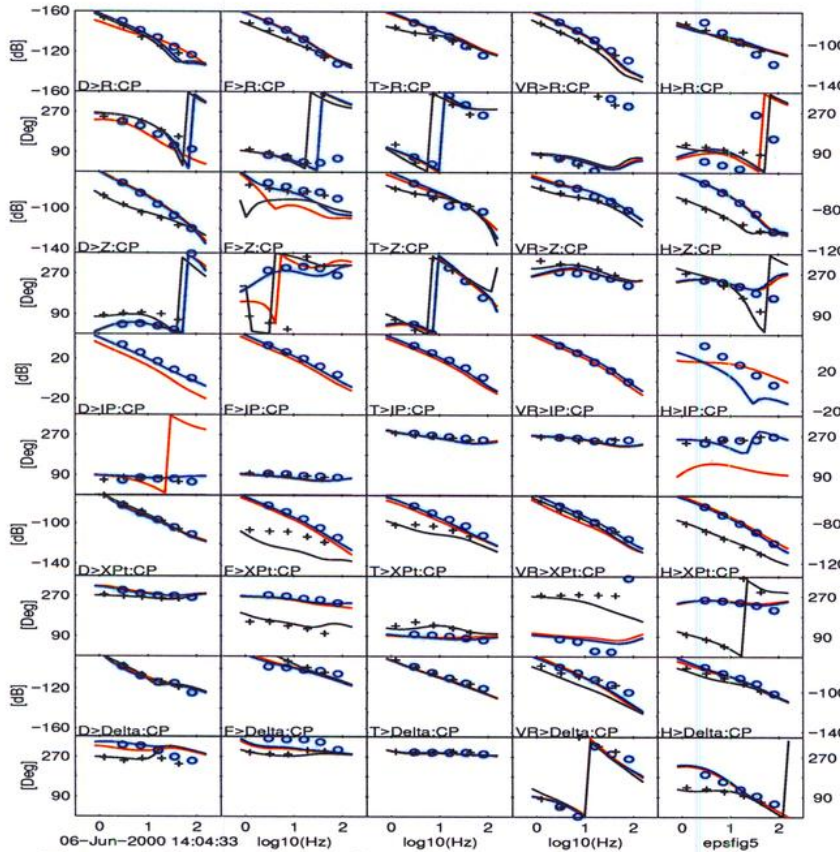 −160
[dB] −120 −100
−160 −140
D>R:CP F>R:CP T>R:CP VR>R:CP H>R:CP
270 270
[Deg]
90 90
[dB] −100 −80
−140 −120
D>Z:CP F>Z:CP T>Z:CP VR>Z:CP H>Z:CP
270 270
[Deg]
90 90
20 20
[dB]
−20 −20
D>IP:CP F>IP:CP T>IP:CP VR>IP:CP H>IP:CP
270 270
[Deg]
90 90
−100 −80
[dB]
−140 −120
D>XPt:CP F>XPt:CP T>XPt:CP VR>XPt:CP H>XPt:CP
270 270
[Deg]
90 90
[dB]
−120 −100
−160 −140
D>Delta:CP F>Delta:CP T>Delta:CP VR>Delta:CP H>Delta:CP
270 270
[Deg]
90 90
0 1 2 0 1 2 0 1 2 0 1 2 0 1 2
06−Jun−2000 14:04:33 log10(Hz) log10(Hz) log10(Hz) epsfig5